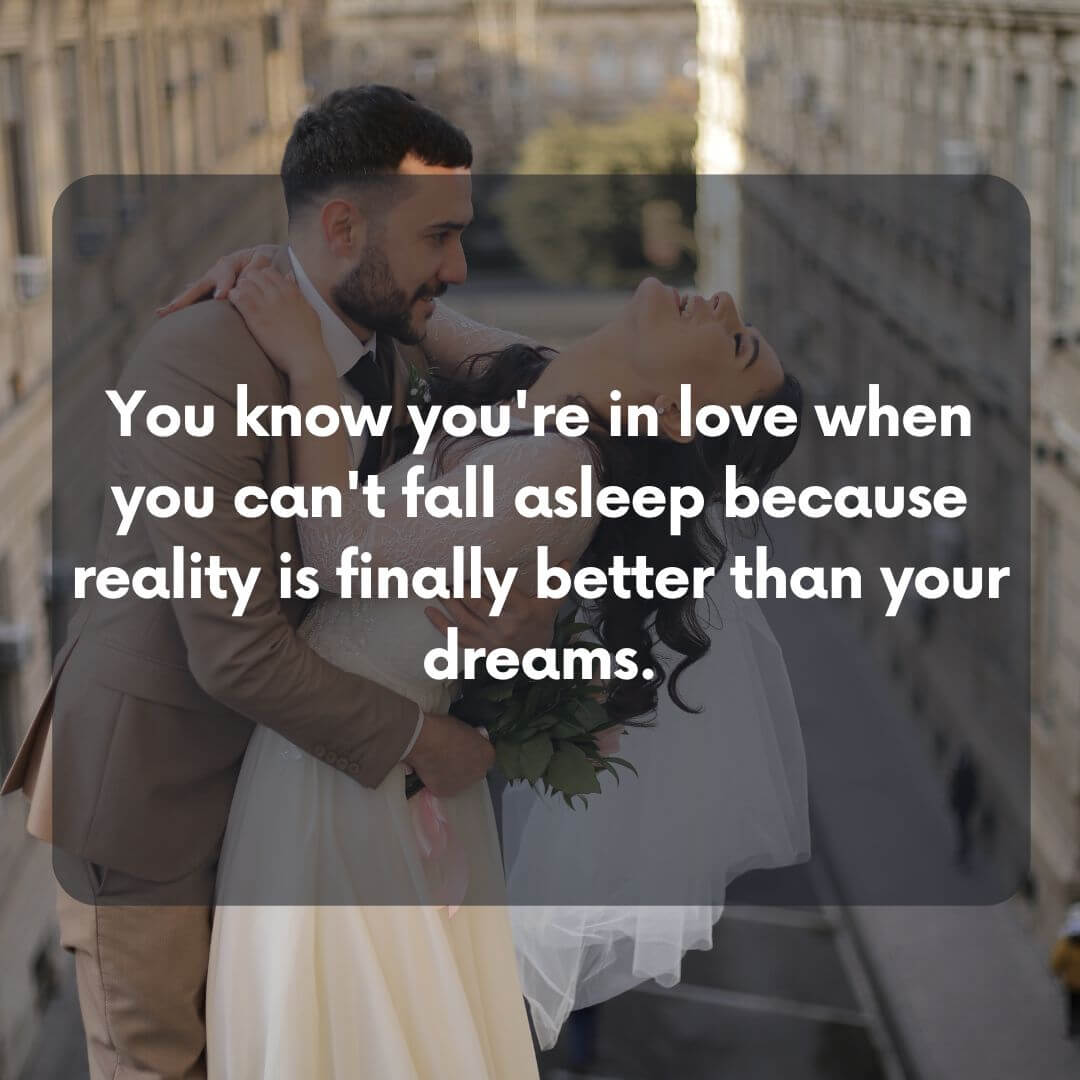 You know you're in love when
you can't fall asleep because
reality is finally better than your
dreams.